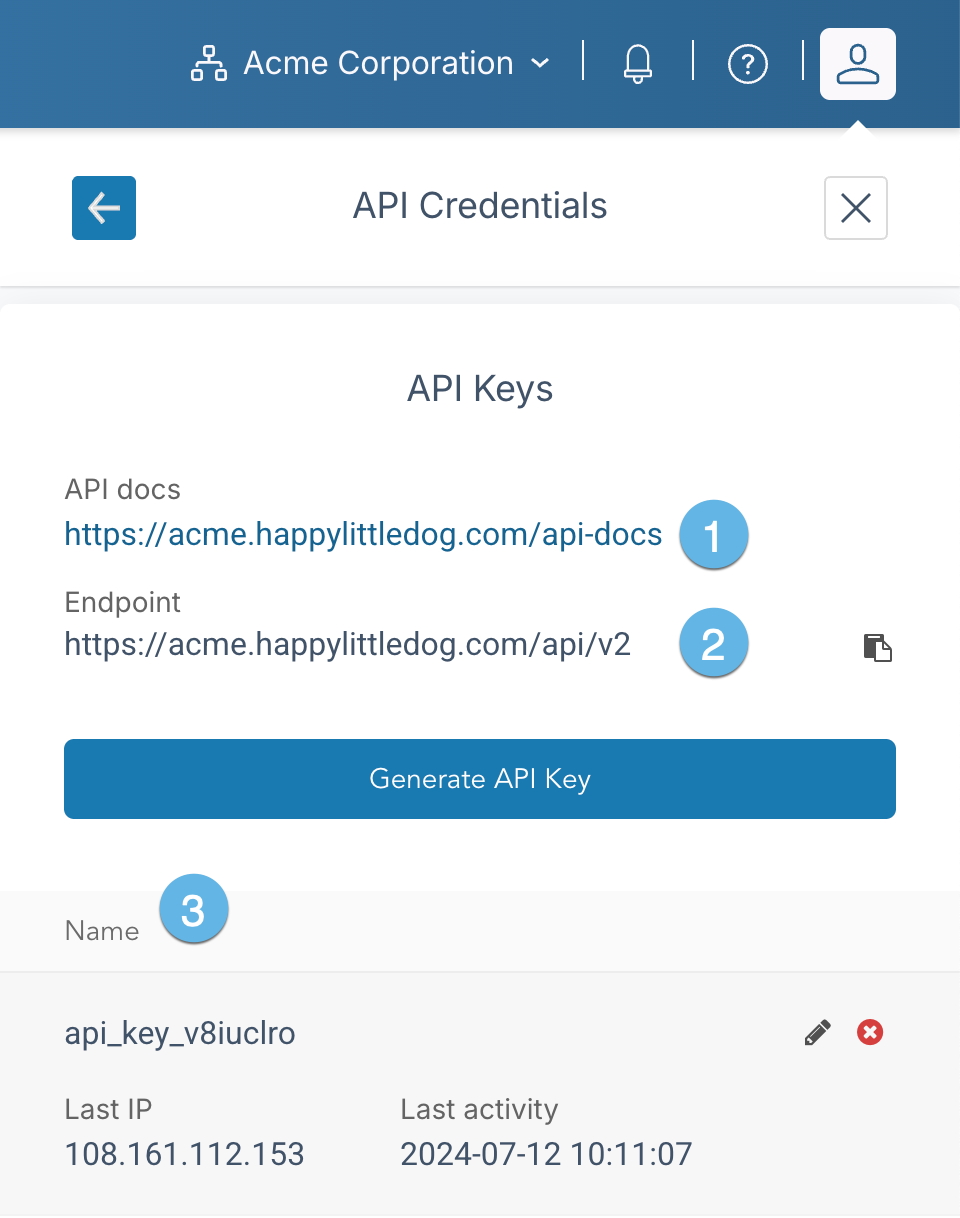 Acme Corporation
API Credentials
API Keys
API docs
https://acme.happylittledog.com/api-docs 1
Endpoint
https://acme.happylittledog.com/api/v2 2
Generate API Key
Name 3
api_key_v8iuclro
Last IP Last activity
108.161.112.153 2024-07-12 10:11:07